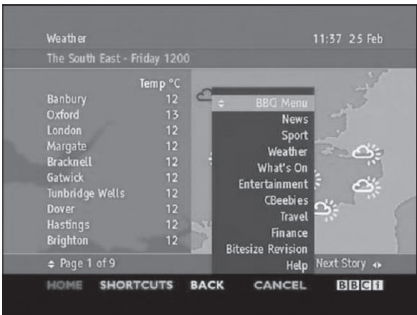 Weather 11:37 25 Feb
The South East - Friday 1200
Temp °C
Banbury 12
Oxford 13
London 12
Margate 12
Bracknell 12
Gatwick 12
Tunbridge Wells 12
Dover 12
Hastings 12
Brighton 12
BBG Menu
News
Sport
Weather
What's On
Entertainment
CBeebies
Travel
Finance
Bitesize Revision
Help
Page 1 of 9 Next Story
HOME SHORTCUTS BACK CANCEL BBCi